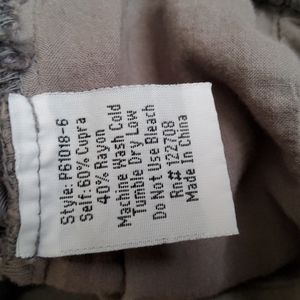 Style: P61018-6
Self: 60% Cupra
40% Rayon
Machine Wash Cold
Tumble Dry Low
Do Not Use Bleach
Rn# 122708
Made In China